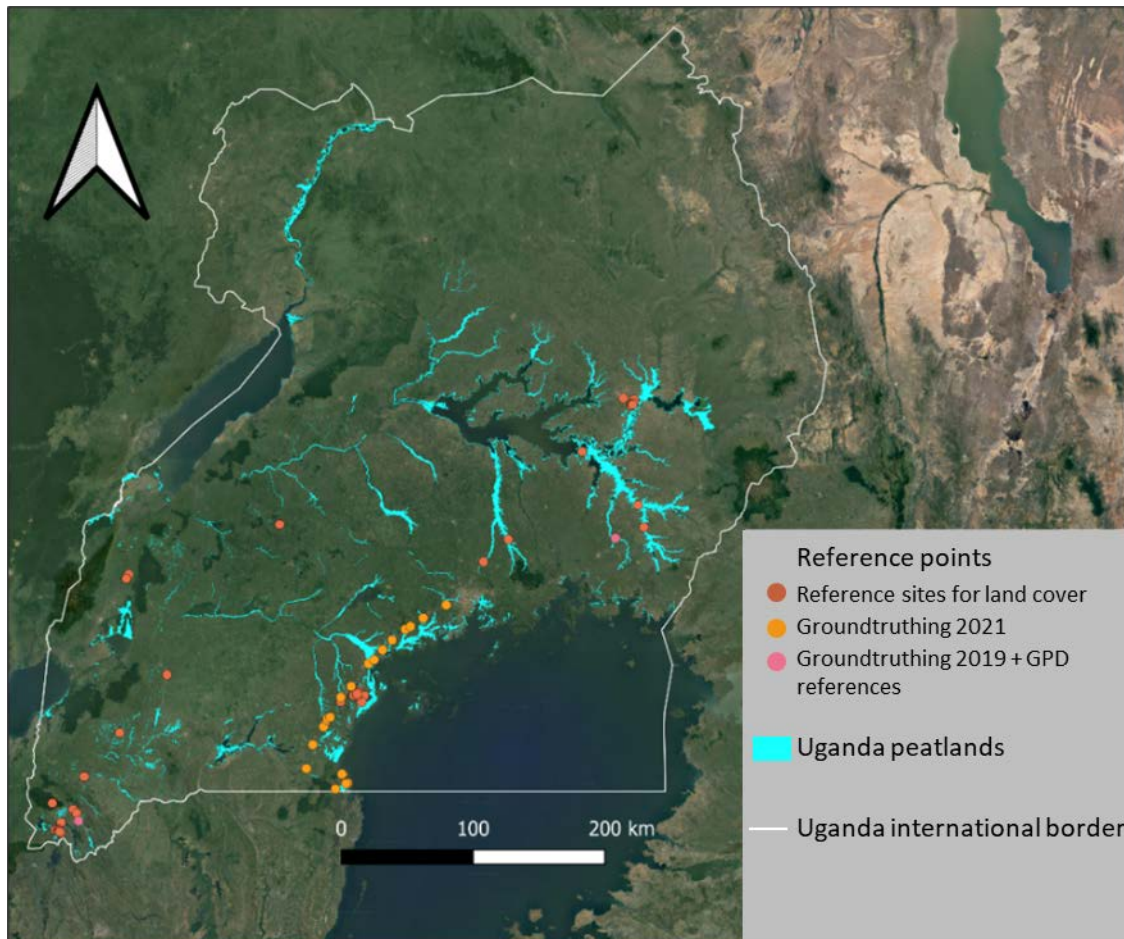 Reference points
Reference sites for land cover
Groundtruthing 2021
Groundtruthing 2019 + GPD
references
Uganda peatlands
Uganda international border
0 100 200 km